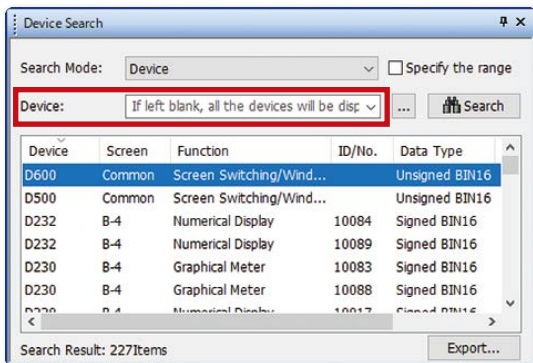 Device Search
Search Mode: Device Specify the range
Device: If left blank, all the devices will be disp ... Search
Device Screen Function ID/No. Data Type
D600 Common Screen Switching/Wind... Unsigned BIN16
D500 Common Screen Switching/Wind... Unsigned BIN16
D232 B-4 Numerical Display 10084 Signed BIN16
D232 B-4 Numerical Display 10089 Signed BIN16
D230 B-4 Graphical Meter 10083 Signed BIN16
D230 B-4 Graphical Meter 10088 Signed BIN16
Search Result: 227Items Export...